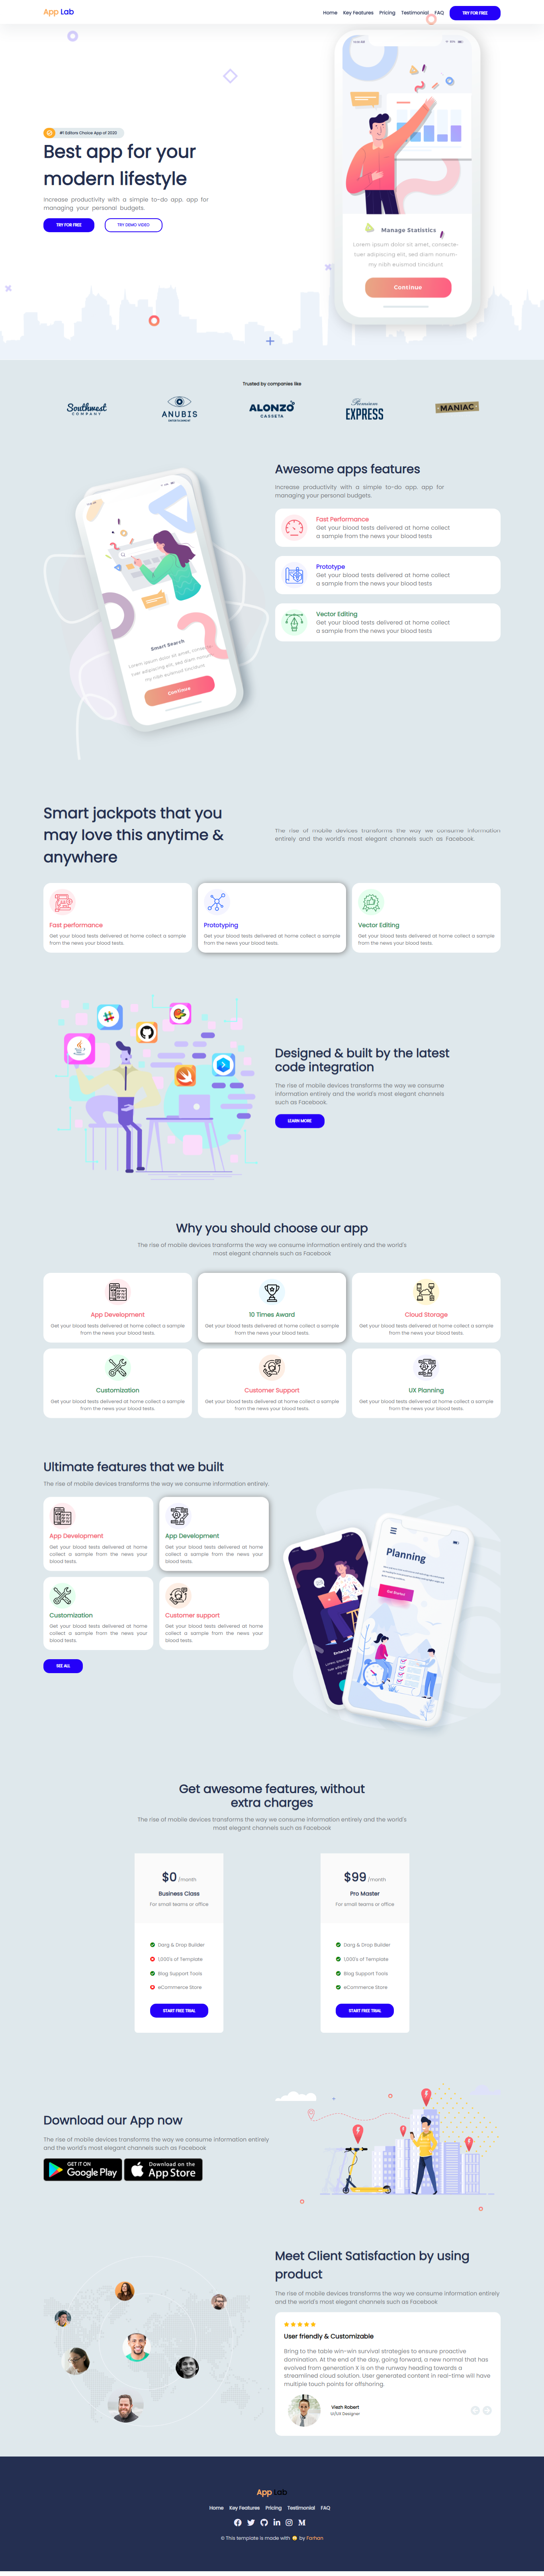 App Lab
Home Key Features Pricing Testimonial FAQ TRY FOR FREE
#1 Editors Choice App of 2020
Best app for your
modern lifestyle
Increase productivity with a simple to-do app. app for
managing your personal budgets.
TRY FOR FREE TRY DEMO VIDEO
Manage Statistics
Lorem ipsum dolor sit amet, consecte-
tuer adipiscing elit, sed diam nonum-
my nibh euismod tincidunt
Continue
Trusted by companies like
Southwest
COMPANY
ANUBIS
ENTERTAINMENT
ALONZO
CASSETA
Premium
EXPRESS
MANIAC
Smart Search
Lorem ipsum dolor sit amet, consecte-
tuer adipiscing elit, sed diam nonum-
my nibh euismod tincidunt
Continue
Awesome apps features
Increase productivity with a simple to-do app. app for
managing your personal budgets.
Fast Performance
Get your blood tests delivered at home collect
a sample from the news your blood tests
Prototype
Get your blood tests delivered at home collect
a sample from the news your blood tests
Vector Editing
Get your blood tests delivered at home collect
a sample from the news your blood tests
Smart jackpots that you
may love this anytime &
anywhere
The rise of mobile devices transforms the way we consume information
entirely and the world's most elegant channels such as Facebook.
Fast performance
Get your blood tests delivered at home collect a sample
from the news your blood tests.
Prototyping
Get your blood tests delivered at home collect a sample
from the news your blood tests.
Vector Editing
Get your blood tests delivered at home collect a sample
from the news your blood tests.
Designed & built by the latest
code integration
The rise of mobile devices transforms the way we consume
information entirely and the world's most elegant channels
such as Facebook.
LEARN MORE
Why you should choose our app
The rise of mobile devices transforms the way we consume information entirely and the world's
most elegant channels such as Facebook
App Development
Get your blood tests delivered at home collect a sample
from the news your blood tests.
10 Times Award
Get your blood tests delivered at home collect a sample
from the news your blood tests.
Cloud Storage
Get your blood tests delivered at home collect a sample
from the news your blood tests.
Customization
Get your blood tests delivered at home collect a sample
from the news your blood tests.
Customer Support
Get your blood tests delivered at home collect a sample
from the news your blood tests.
UX Planning
Get your blood tests delivered at home collect a sample
from the news your blood tests.
Ultimate features that we built
The rise of mobile devices transforms the way we consume information entirely.
App Development
Get your blood tests delivered at home
collect a sample from the news your
blood tests.
App Development
Get your blood tests delivered at home
collect a sample from the news your
blood tests.
Customization
Get your blood tests delivered at home
collect a sample from the news your
blood tests.
Customer support
Get your blood tests delivered at home
collect a sample from the news your
blood tests.
SEE ALL
Planning
Get Started
Get awesome features, without
extra charges
The rise of mobile devices transforms the way we consume information entirely and the world's
most elegant channels such as Facebook
$0 /month
Business Class
For small teams or office
Darg & Drop Builder
1,000's of Template
Blog Support Tools
eCommerce Store
START FREE TRIAL
$99 /month
Pro Master
For small teams or office
Darg & Drop Builder
1,000's of Template
Blog Support Tools
eCommerce Store
START FREE TRIAL
Download our App now
The rise of mobile devices transforms the way we consume information entirely
and the world's most elegant channels such as Facebook
GET IT ON
Google Play
Download on the
App Store
Meet Client Satisfaction by using
product
The rise of mobile devices transforms the way we consume information entirely
and the world's most elegant channels such as Facebook
User friendly & Customizable
Bring to the table win-win survival strategies to ensure proactive
domination. At the end of the day, going forward, a new normal that has
evolved from generation X is on the runway heading towards a
streamlined cloud solution. User generated content in real-time will have
multiple touch points for offshoring.
Viezh Robert
UI/UX Designer
App Lab
Home Key Features Pricing Testimonial FAQ
© This template is made with by Farhan